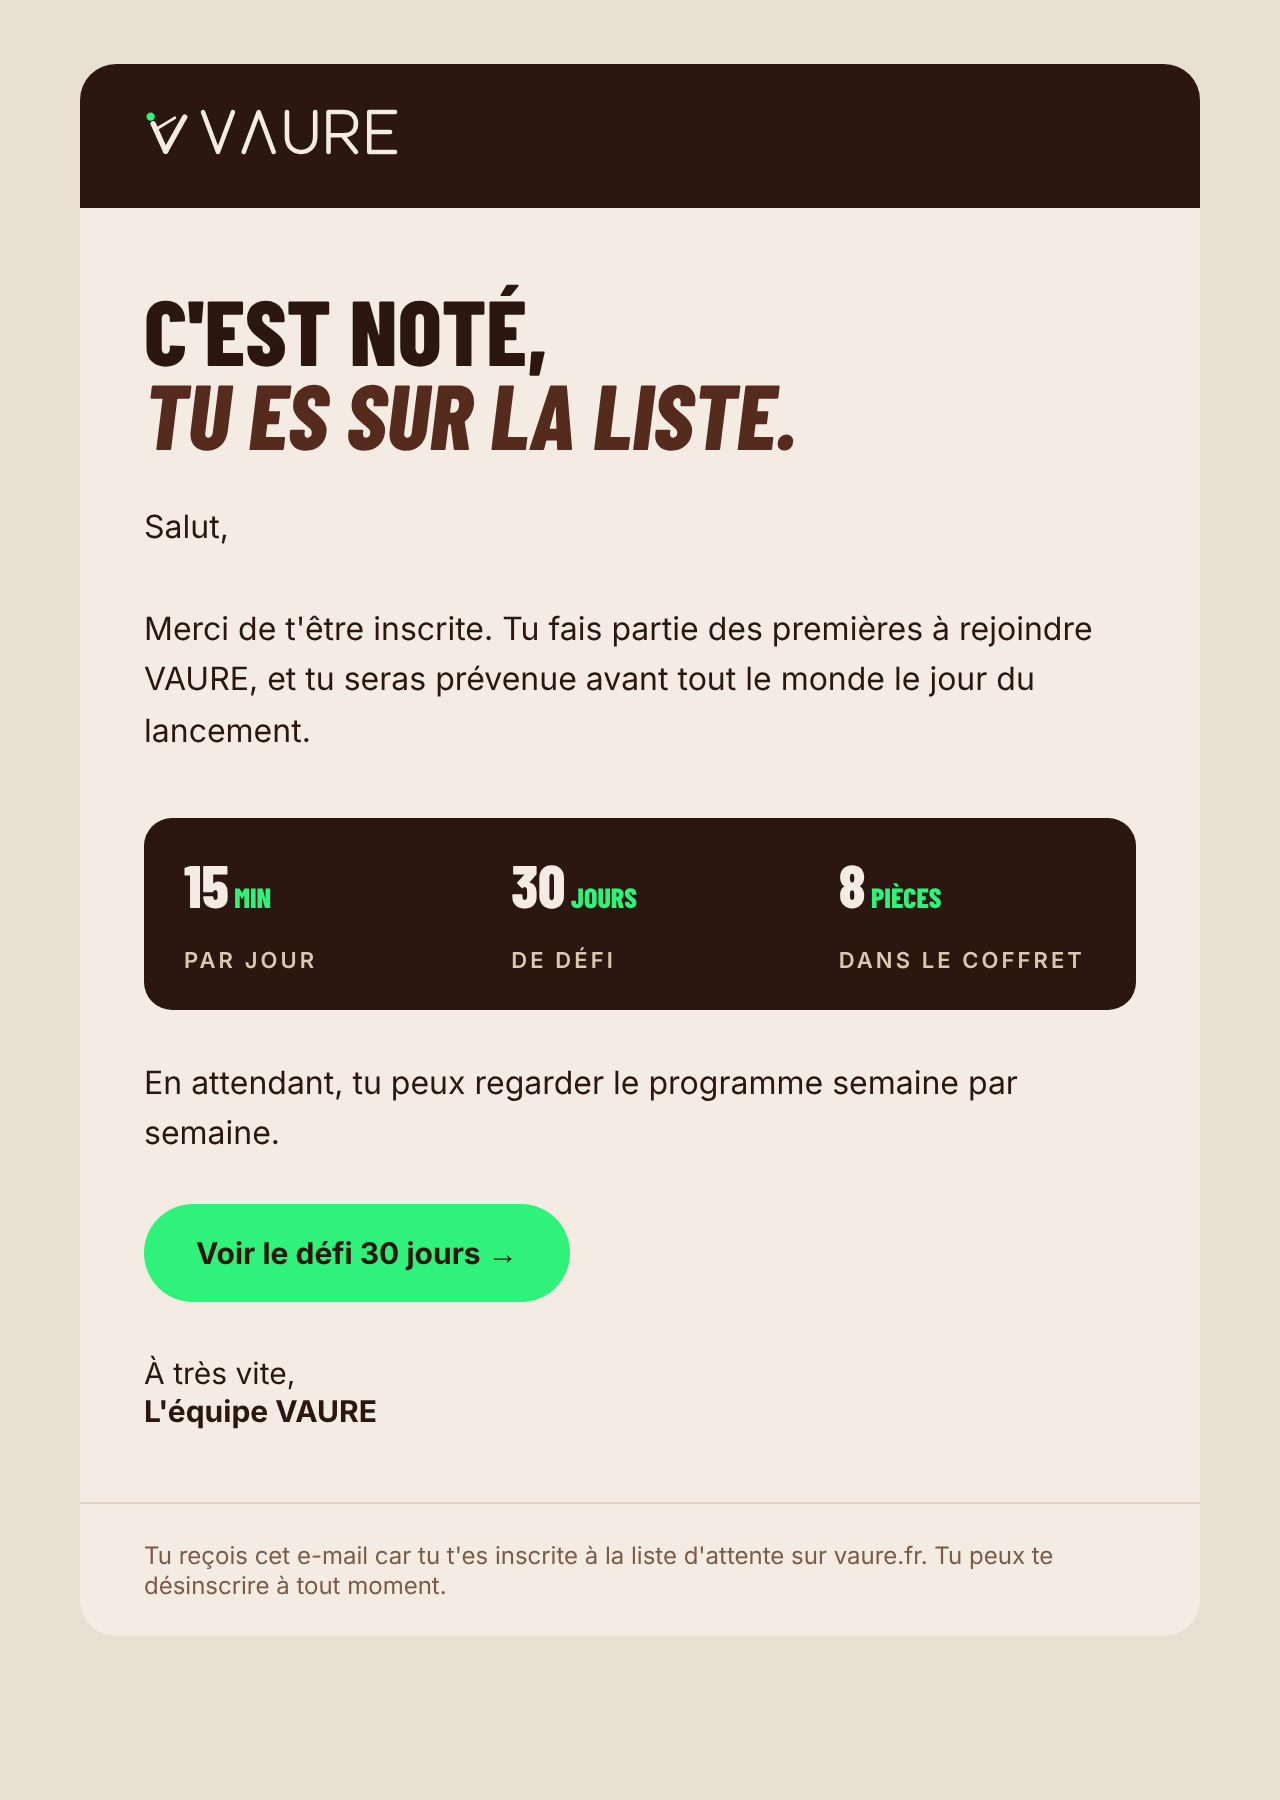 VAURE
C'EST NOTÉ,
TU ES SUR LA LISTE.
Salut,
Merci de t'être inscrite. Tu fais partie des premières à rejoindre
VAURE, et tu seras prévenue avant tout le monde le jour du
lancement.
15 MIN
PAR JOUR
30 JOURS
DE DÉFI
8 PIÈCES
DANS LE COFFRET
En attendant, tu peux regarder le programme semaine par
semaine.
Voir le défi 30 jours →
À très vite,
L'équipe VAURE
Tu reçois cet e-mail car tu t'es inscrite à la liste d'attente sur vaure.fr. Tu peux te
désinscrire à tout moment.